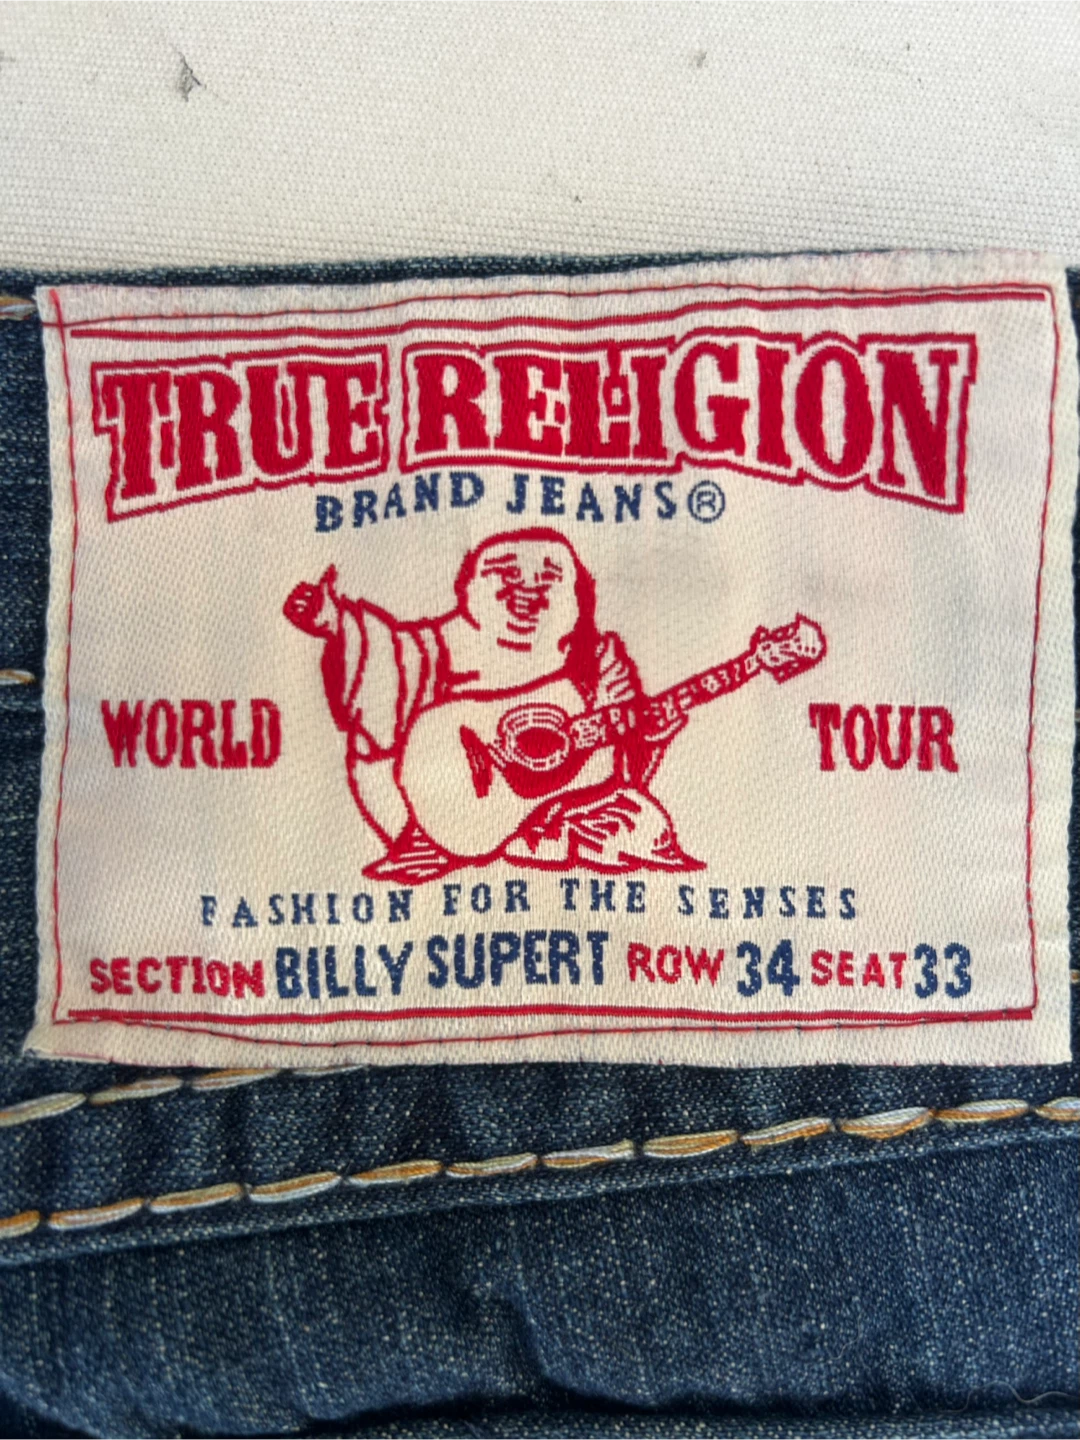 TRUE RELIGION
BRAND JEANS®
WORLD TOUR
FASHION FOR THE SENSES
SECTION BILLY SUPERT ROW 34 SEAT 33